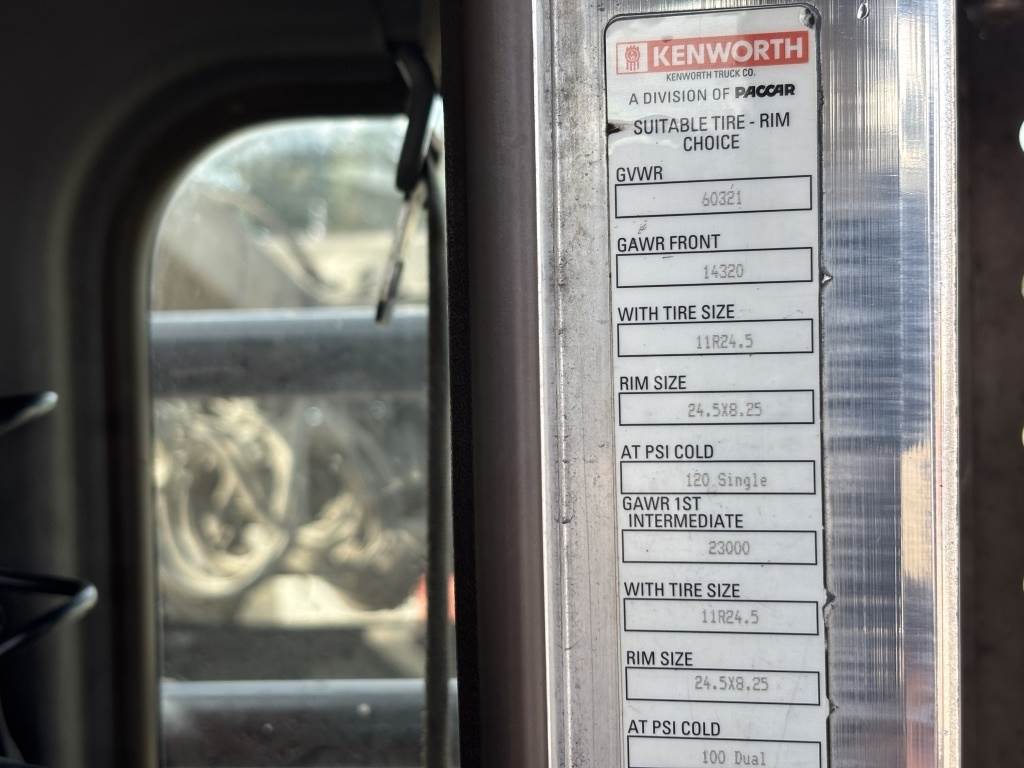 KENWORTH
KENWORTH TRUCK CO.
A DIVISION OF PACCAR
SUITABLE TIRE - RIM
CHOICE
GVWR
60321
GAWR FRONT
14320
WITH TIRE SIZE
11R24.5
RIM SIZE
24.5X8.25
AT PSI COLD
120 Single
GAWR 1ST
INTERMEDIATE
23000
WITH TIRE SIZE
11R24.5
RIM SIZE
24.5X8.25
AT PSI COLD
100 Dual